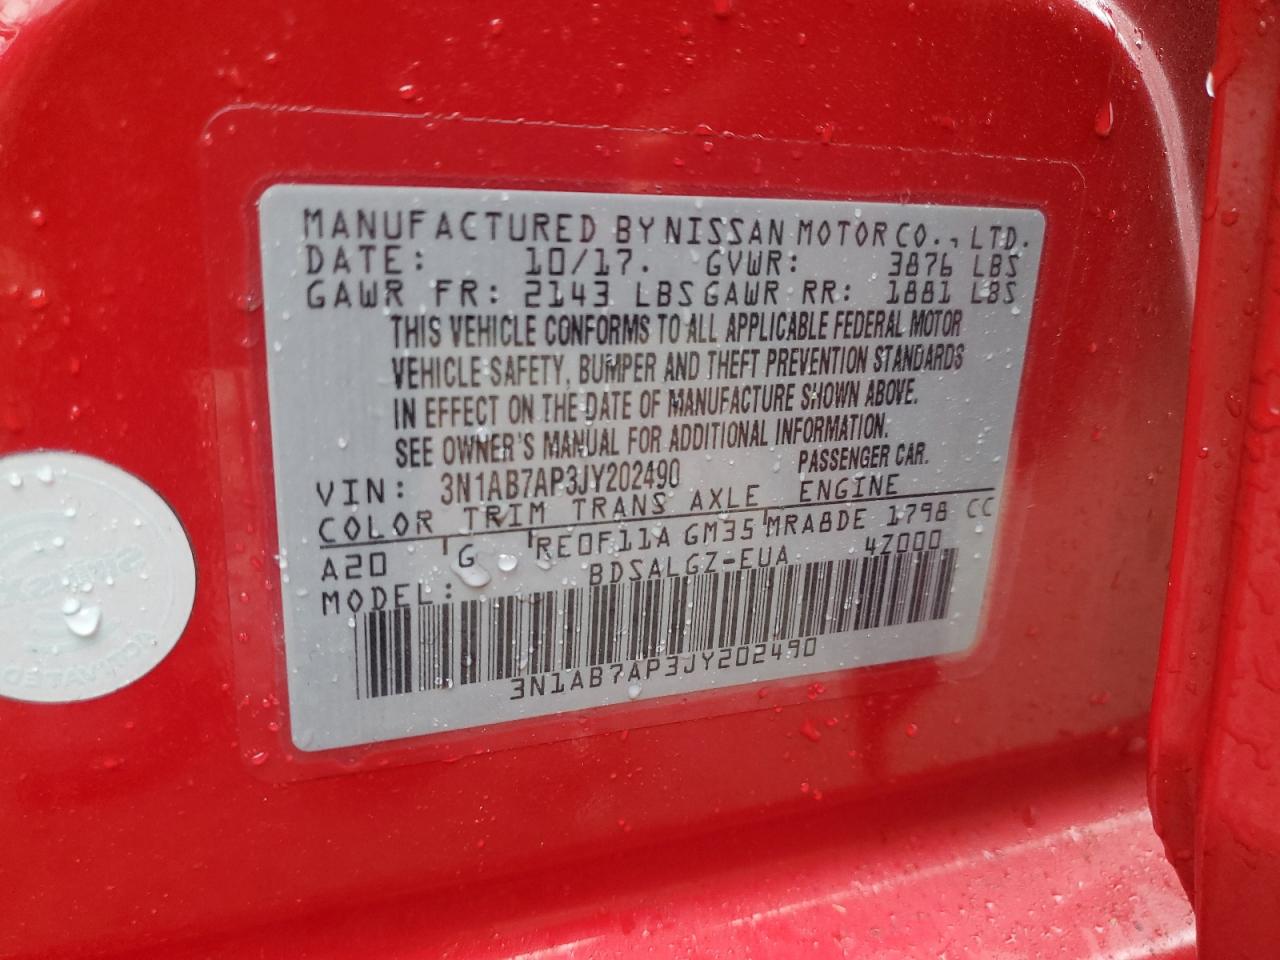 MANUFACTURED BY NISSAN MOTOR CO., LTD.
DATE: 10/17. GVWR: 3876 LBS
GAWR FR: 2143 LBS GAWR RR: 1881 LBS
THIS VEHICLE CONFORMS TO ALL APPLICABLE FEDERAL MOTOR
VEHICLE SAFETY, BUMPER AND THEFT PREVENTION STANDARDS
IN EFFECT ON THE DATE OF MANUFACTURE SHOWN ABOVE.
SEE OWNER'S MANUAL FOR ADDITIONAL INFORMATION.
VIN: 3N1AB7AP3JY202490 PASSENGER CAR.
COLOR TRIM TRANS AXLE ENGINE
A20 G RE0F11A GM35 MRA8DE 1798 CC
MODEL: BDSALGZ-EUA 4Z000
3N1AB7AP3JY202490